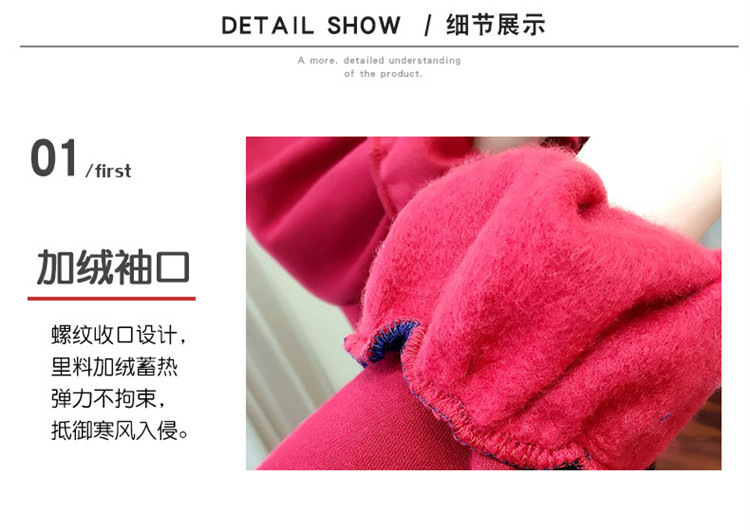 DETAIL SHOW / 细节展示
A more, detailed understanding
of the product.
01 /first
加绒袖口
螺纹收口设计，
里料加绒蓄热
弹力不拘束，
抵御寒风入侵。